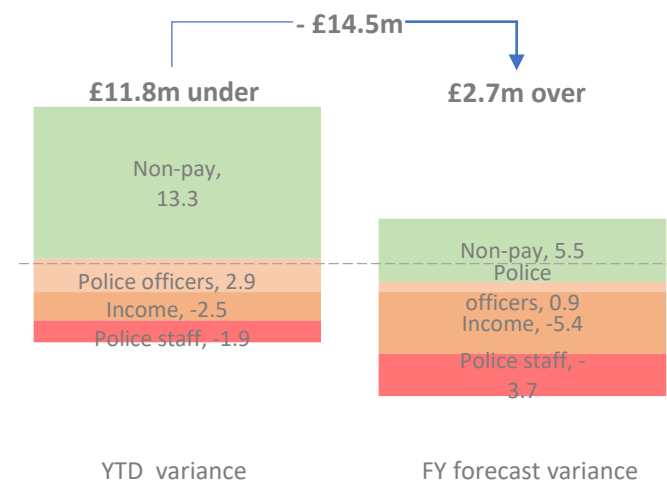 - £14.5m
£11.8m under
£2.7m over
Non-pay,
13.3
Police officers, 2.9
Income, -2.5
Police staff, -1.9
Non-pay, 5.5
Police
officers, 0.9
Income, -5.4
Police staff, -
3.7
YTD variance
FY forecast variance